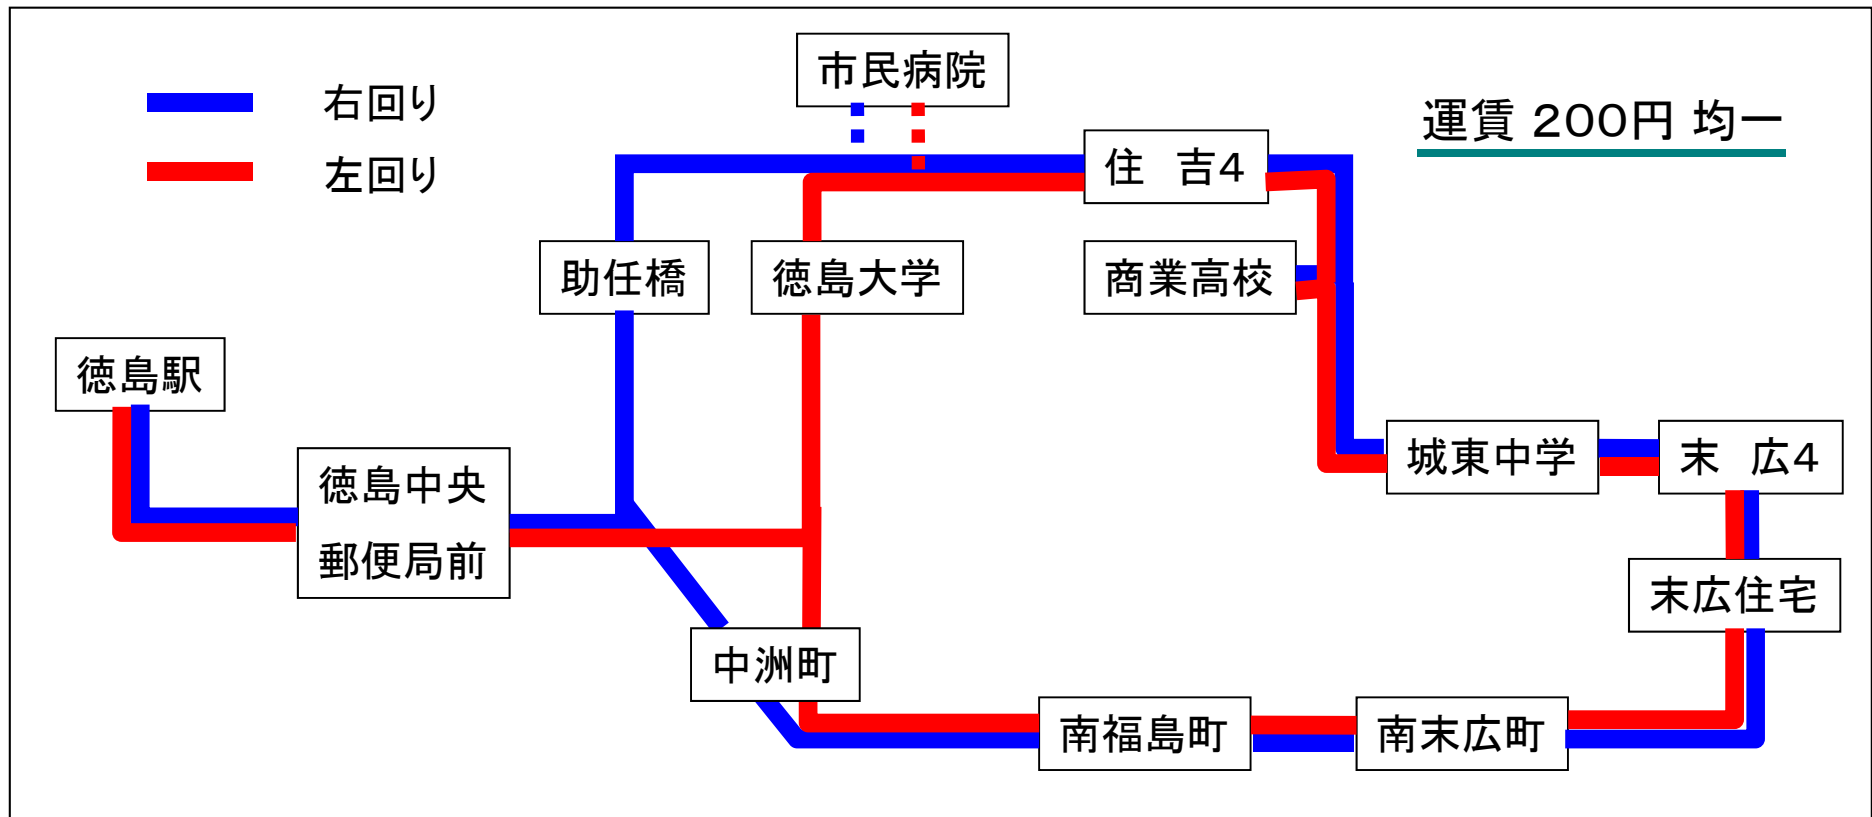 市民病院
右回り
運賃 200円 均一
左回り
住　吉4
助任橋
徳島大学
商業高校
徳島駅
徳島中央
郵便局前
城東中学
末　広4
末広住宅
中洲町
南福島町
南末広町